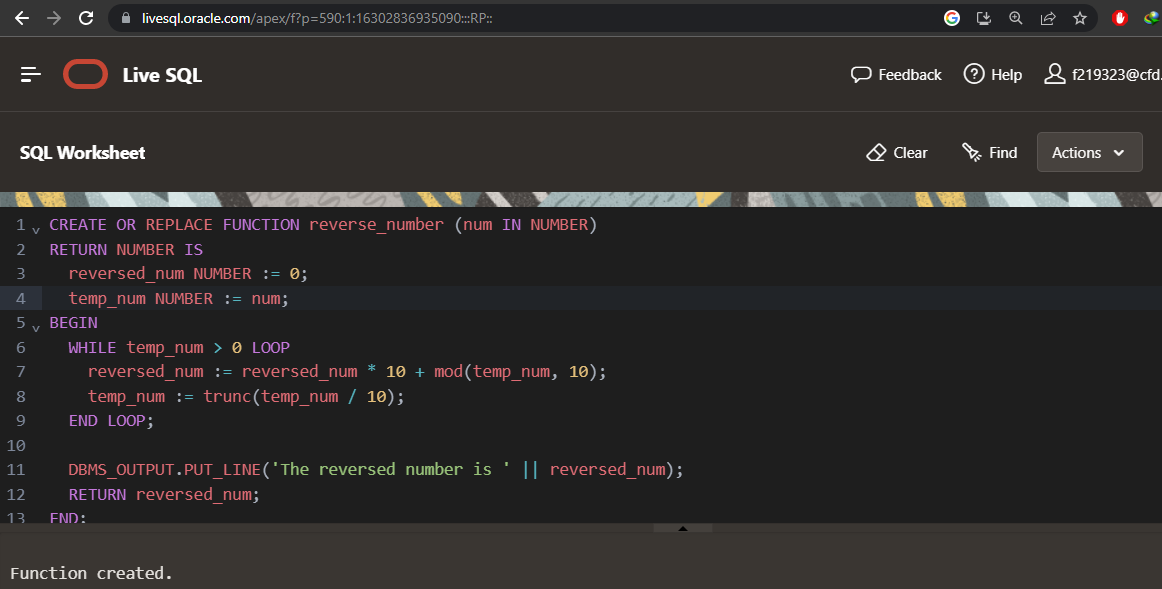 livesql.oracle.com/apex/f?p=590:1:16302836935090:::RP::
Live SQL
Feedback
Help
f219323@cfd.
SQL Worksheet
Clear
Find
Actions
1 CREATE OR REPLACE FUNCTION reverse_number (num IN NUMBER)
2 RETURN NUMBER IS
3 reversed_num NUMBER := 0;
4 temp_num NUMBER := num;
5 BEGIN
6 WHILE temp_num > 0 LOOP
7 reversed_num := reversed_num * 10 + mod(temp_num, 10);
8 temp_num := trunc(temp_num / 10);
9 END LOOP;
10
11 DBMS_OUTPUT.PUT_LINE('The reversed number is ' || reversed_num);
12 RETURN reversed_num;
13 END;
Function created.